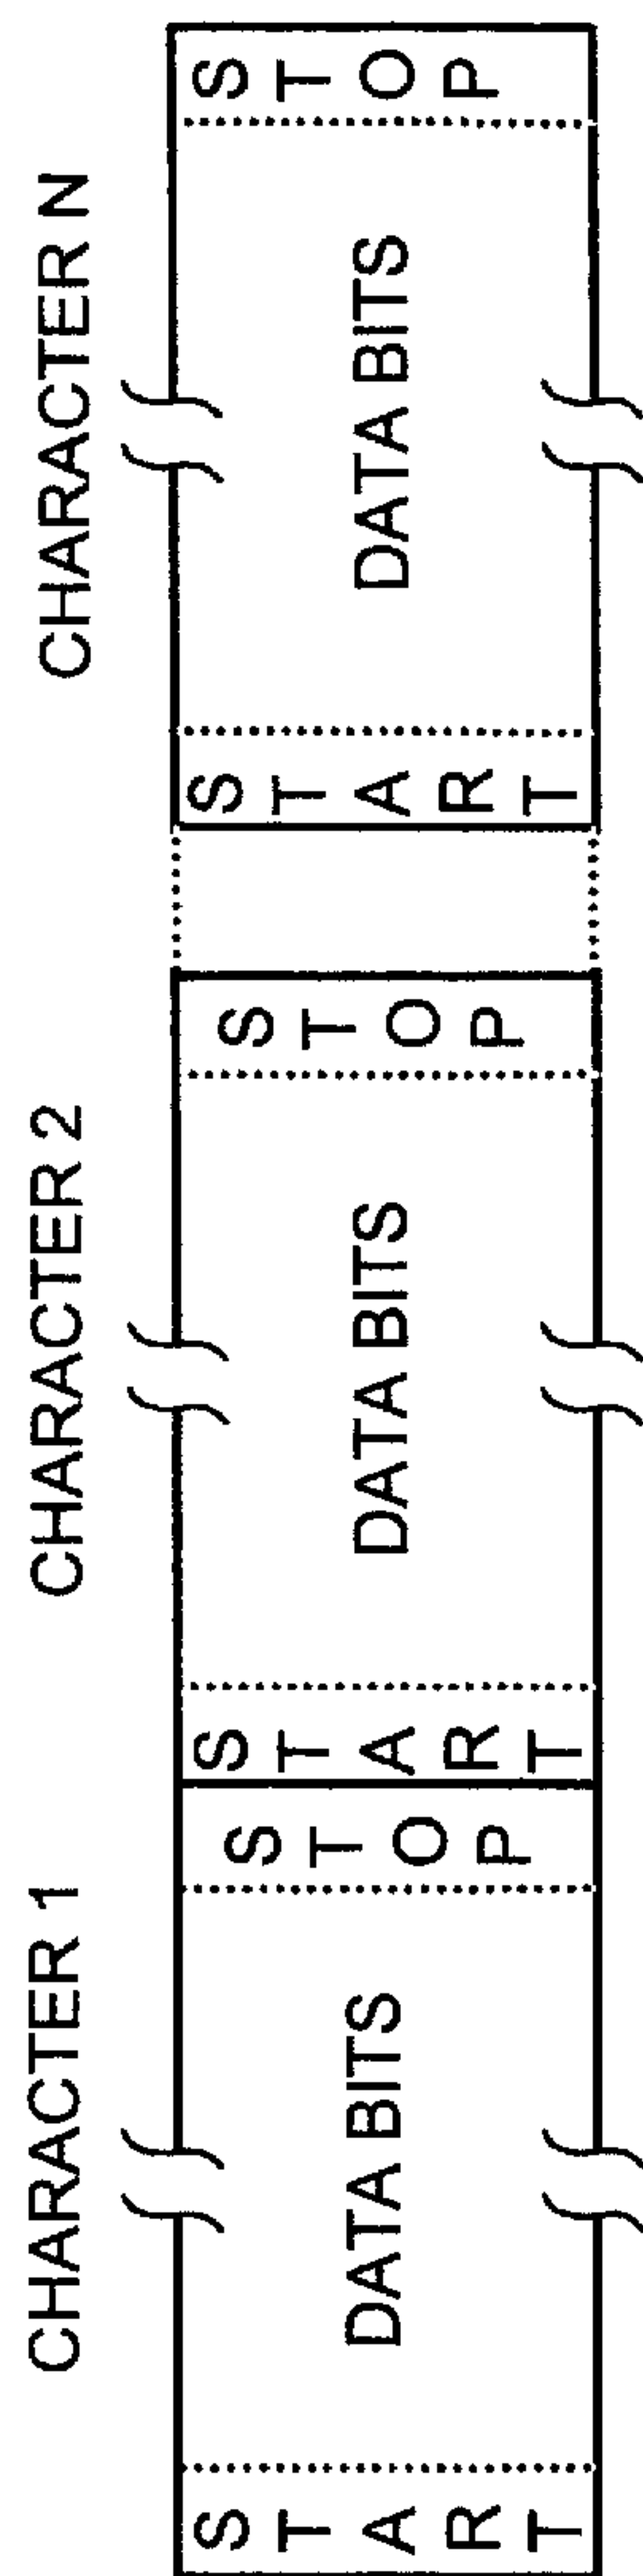 CHARACTER 1
CHARACTER 2
CHARACTER N
START
DATA BITS
STOP
START
DATA BITS
STOP
START
DATA BITS
STOP